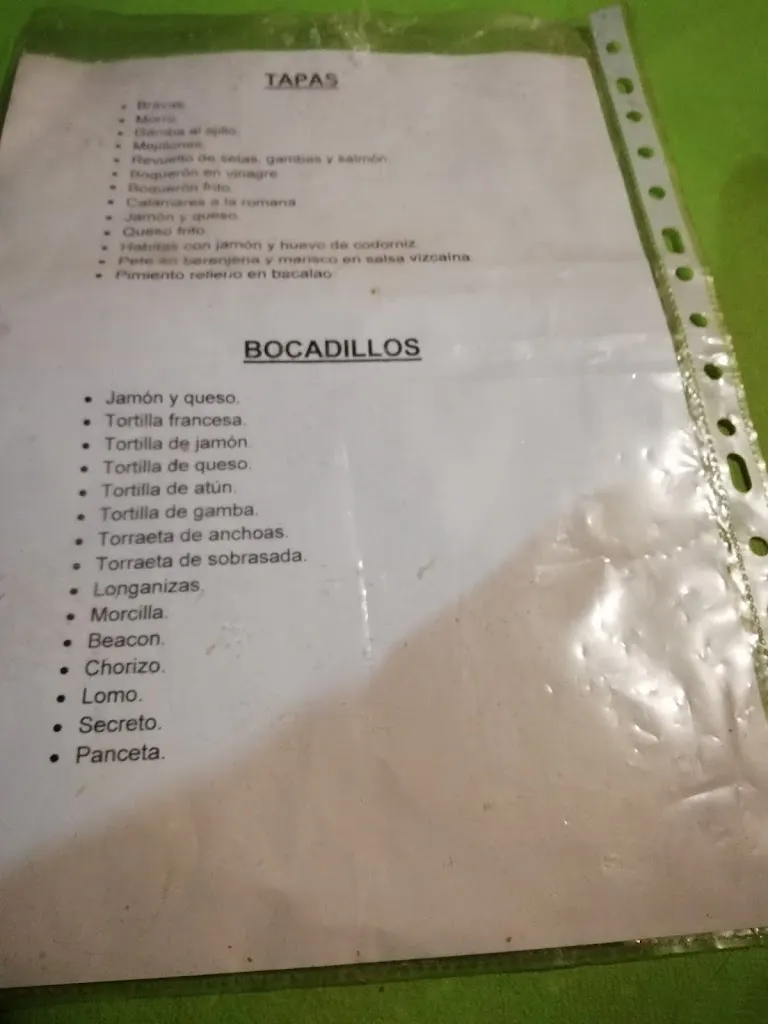 TAPAS
• Bravas.
• Morro.
• Gamba al ajillo.
• Mejillones.
• Revuelto de setas, gambas y salmón.
• Boquerón en vinagre.
• Boquerón frito.
• Calamares a la romana.
• Jamón y queso.
• Queso frito.
• Habitas con jamón y huevo de codorniz.
• berenjena y marisco en salsa vizcaína.
• Pimiento relleno en bacalao.
BOCADILLOS
• Jamón y queso.
• Tortilla francesa.
• Tortilla de jamón.
• Tortilla de queso.
• Tortilla de atún.
• Tortilla de gamba.
• Torraeta de anchoas.
• Torraeta de sobrasada.
• Longanizas.
• Morcilla.
• Beacon.
• Chorizo.
• Lomo.
• Secreto.
• Panceta.